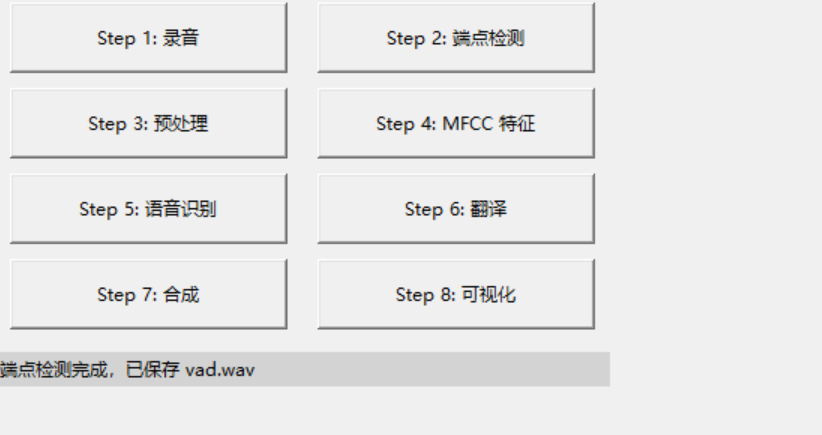 Step 1: 录音
Step 2: 端点检测
Step 3: 预处理
Step 4: MFCC 特征
Step 5: 语音识别
Step 6: 翻译
Step 7: 合成
Step 8: 可视化
端点检测完成，已保存 vad.wav